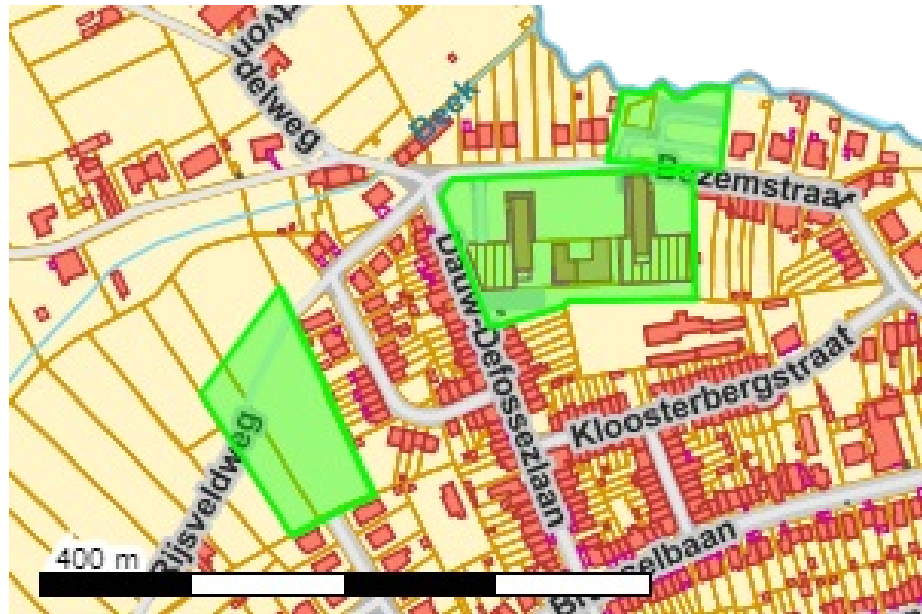 delweg
Beek
Bezemstraat
Dauw-Defossezlaan
Kloosterbergstraat
Rijsveldweg
400 m